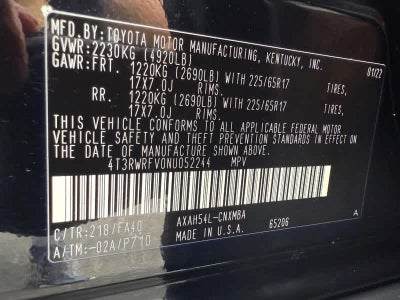 MFD.BY:TOYOTA MOTOR MANUFACTURING, KENTUCKY, INC.
GVWR:2230KG (4920LB) 01/22
GAWR:FRT. 1220KG (2690LB) WITH 225/65R17 TIRES,
17X7.0J RIMS.
RR. 1220KG (2690LB) WITH 225/65R17 TIRES,
17X7.0J RIMS.
THIS VEHICLE CONFORMS TO ALL APPLICABLE FEDERAL MOTOR
VEHICLE SAFETY AND THEFT PREVENTION STANDARDS IN EFFECT ON
THE DATE OF MANUFACTURE SHOWN ABOVE.
4T3RWRFV0NU052244 MPV
C/TR:218/FA40 AXAH54L-CNXMBA 65206
A/TM:-02A/P710 MADE IN U.S.A.